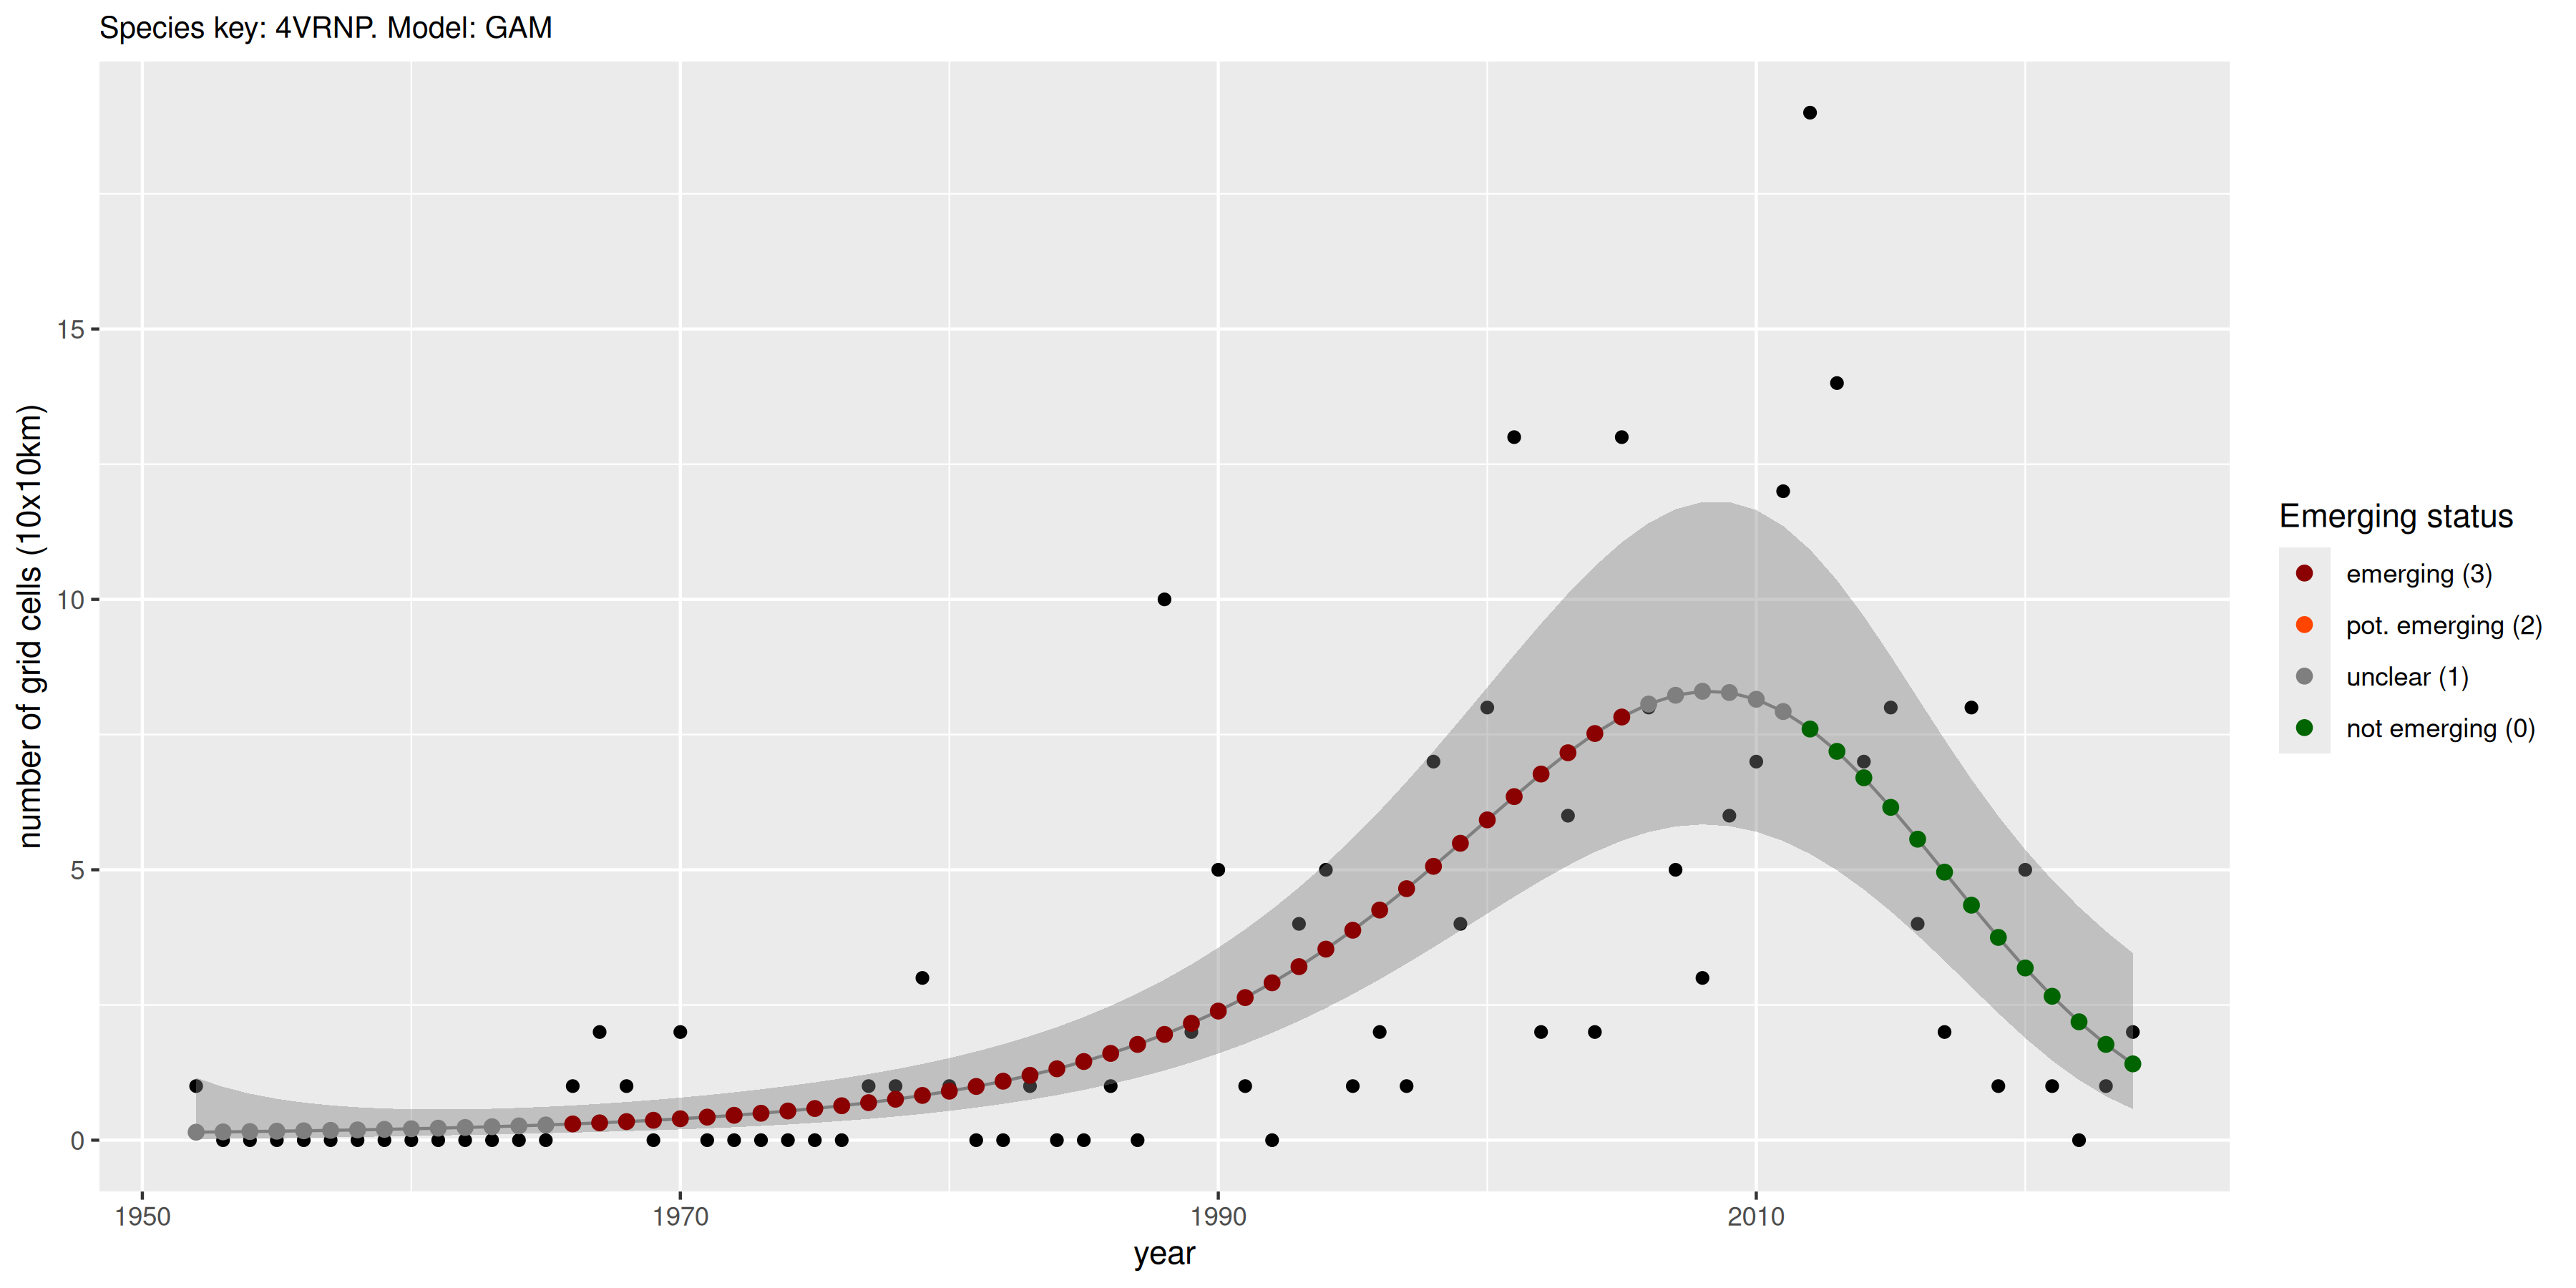 Species key: 4VRNP. Model: GAM
number of grid cells (10x10km)
15
10
5
0
1950
1970
1990
2010
year
Emerging status
emerging (3)
pot. emerging (2)
unclear (1)
not emerging (0)